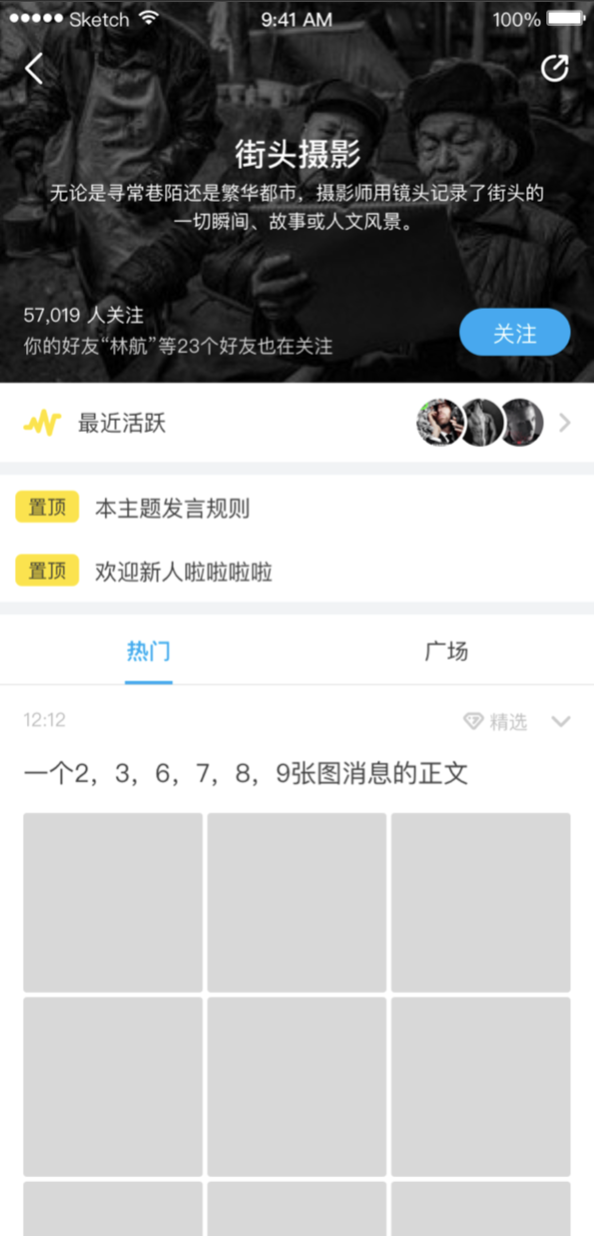 Sketch 9:41 AM 100%
街头摄影
无论是寻常巷陌还是繁华都市，摄影师用镜头记录了街头的
一切瞬间、故事或人文风景。
57,019 人关注
关注
你的好友“林航”等23个好友也在关注
最近活跃
置顶 本主题发言规则
置顶 欢迎新人啦啦啦啦
热门 广场
12:12 精选
一个2，3，6，7，8，9张图消息的正文